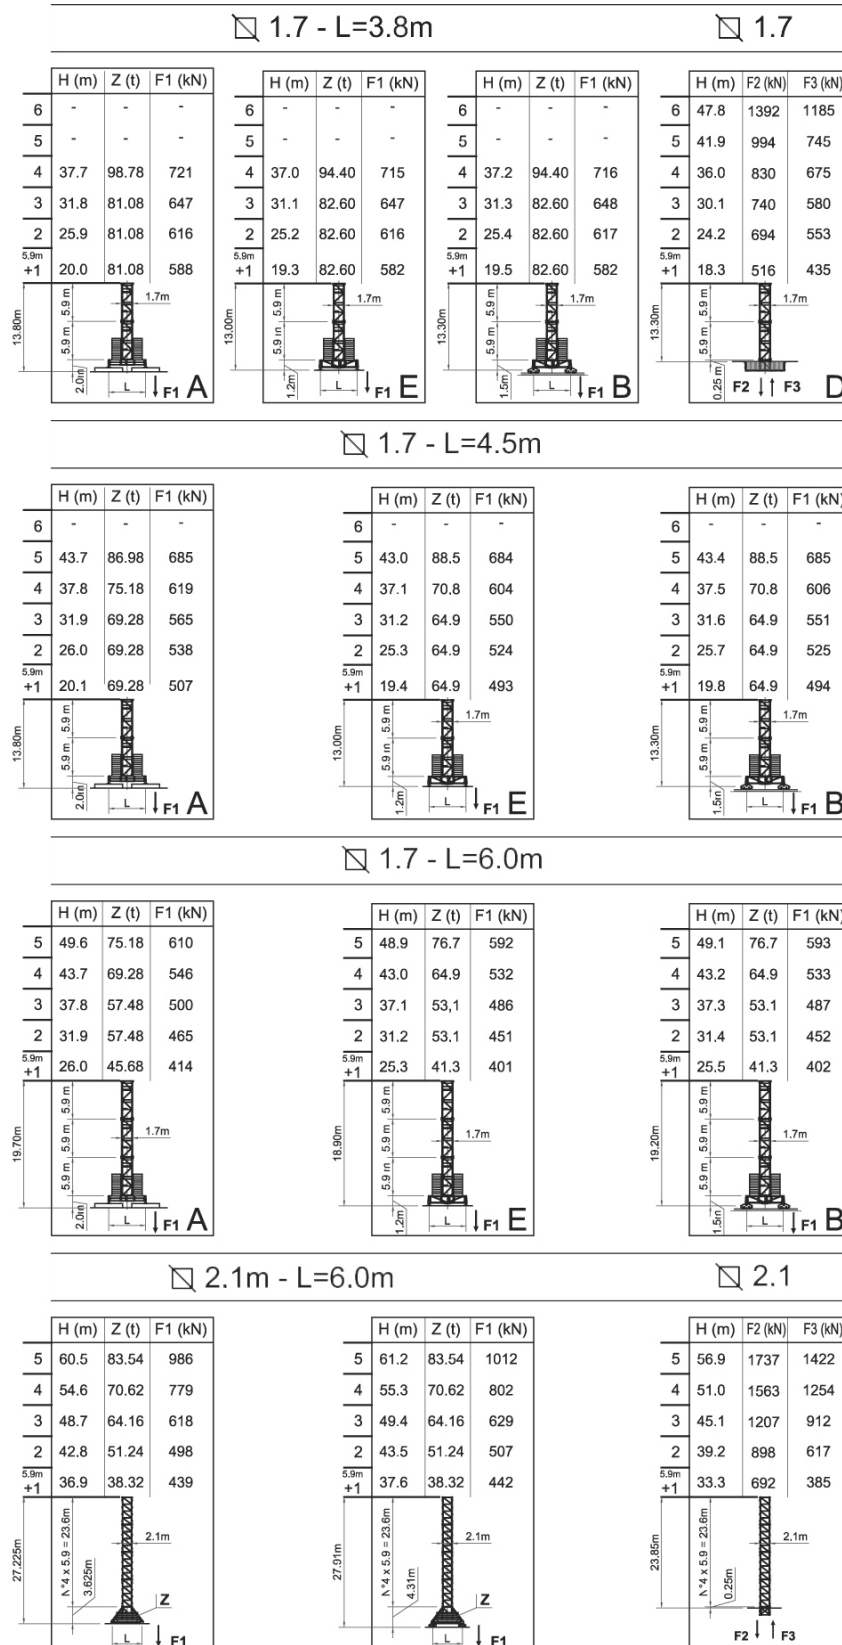 1.7 - L=3.8m
1.7
H (m) Z (t) F1 (kN)
6 - - -
5 - - -
4 37.7 98.78 721
3 31.8 81.08 647
2 25.9 81.08 616
5.9m
+1 20.0 81.08 588
13.80m
5.9 m
5.9 m
1.7m
2.0m
L
F1 A
H (m) Z (t) F1 (kN)
6 - - -
5 - - -
4 37.0 94.40 715
3 31.1 82.60 647
2 25.2 82.60 616
5.9m
+1 19.3 82.60 582
13.00m
5.9 m
5.9 m
1.7m
1.2m
L
F1 E
H (m) Z (t) F1 (kN)
6 - - -
5 - - -
4 37.2 94.40 716
3 31.3 82.60 648
2 25.4 82.60 617
5.9m
+1 19.5 82.60 582
13.30m
5.9 m
5.9 m
1.7m
1.5m
L
F1 B
H (m) F2 (kN) F3 (kN)
6 47.8 1392 1185
5 41.9 994 745
4 36.0 830 675
3 30.1 740 580
2 24.2 694 553
5.9m
+1 18.3 516 435
13.30m
5.9 m
5.9 m
1.7m
0.25 m
F2 F3 D
1.7 - L=4.5m
H (m) Z (t) F1 (kN)
6 - - -
5 43.7 86.98 685
4 37.8 75.18 619
3 31.9 69.28 565
2 26.0 69.28 538
5.9m
+1 20.1 69.28 507
13.80m
5.9 m
5.9 m
2.0m
L
F1 A
H (m) Z (t) F1 (kN)
6 - - -
5 43.0 88.5 684
4 37.1 70.8 604
3 31.2 64.9 550
2 25.3 64.9 524
5.9m
+1 19.4 64.9 493
13.00m
5.9 m
5.9 m
1.7m
1.2m
L
F1 E
H (m) Z (t) F1 (kN)
6 - - -
5 43.4 88.5 685
4 37.5 70.8 606
3 31.6 64.9 551
2 25.7 64.9 525
5.9m
+1 19.8 64.9 494
13.30m
5.9 m
5.9 m
1.7m
1.5m
L
F1 B
1.7 - L=6.0m
H (m) Z (t) F1 (kN)
5 49.6 75.18 610
4 43.7 69.28 546
3 37.8 57.48 500
2 31.9 57.48 465
5.9m
+1 26.0 45.68 414
19.70m
5.9 m
5.9 m
5.9 m
1.7m
2.0m
L
F1 A
H (m) Z (t) F1 (kN)
5 48.9 76.7 592
4 43.0 64.9 532
3 37.1 53,1 486
2 31.2 53.1 451
5.9m
+1 25.3 41.3 401
18.90m
5.9 m
5.9 m
5.9 m
1.7m
1.2m
L
F1 E
H (m) Z (t) F1 (kN)
5 49.1 76.7 593
4 43.2 64.9 533
3 37.3 53.1 487
2 31.4 53.1 452
5,9m
+1 25.5 41.3 402
19.20m
5.9 m
5.9 m
5.9 m
1.7m
1.5m
L
F1 B
2.1m - L=6.0m
2.1
H (m) Z (t) F1 (kN)
5 60.5 83.54 986
4 54.6 70.62 779
3 48.7 64.16 618
2 42.8 51.24 498
5.9m
+1 36.9 38.32 439
27.225m
N°4 x 5.9 = 23.6m
3.625m
2.1m
Z
L
F1
H (m) Z (t) F1 (kN)
5 61.2 83.54 1012
4 55.3 70.62 802
3 49.4 64.16 629
2 43.5 51.24 507
5.9m
+1 37.6 38.32 442
27.91m
N°4 x 5.9 = 23.6m
4.31m
2.1m
Z
L
F1
H (m) F2 (kN) F3 (kN)
5 56.9 1737 1422
4 51.0 1563 1254
3 45.1 1207 912
2 39.2 898 617
5.9m
+1 33.3 692 385
23.85m
N°4 x 5.9 = 23.6m
0.25m
2.1m
F2 F3